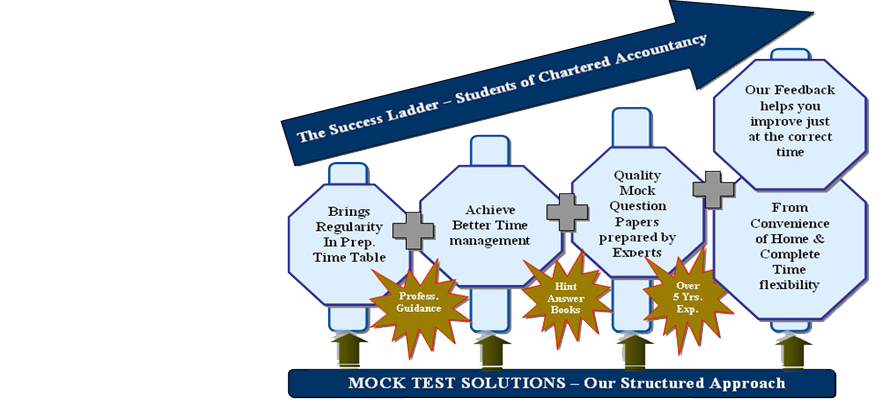 The Success Ladder – Students of Chartered Accountancy
Brings
Regularity
In Prep.
Time Table
Achieve
Better Time
management
Quality
Mock
Question
Papers
prepared by
Experts
Our Feedback
helps you
improve just
at the correct
time
From
Convenience
of Home &
Complete
Time
flexibility
Profess.
Guidance
Hint
Answer
Books
Over
5 Yrs.
Exp.
MOCK TEST SOLUTIONS – Our Structured Approach